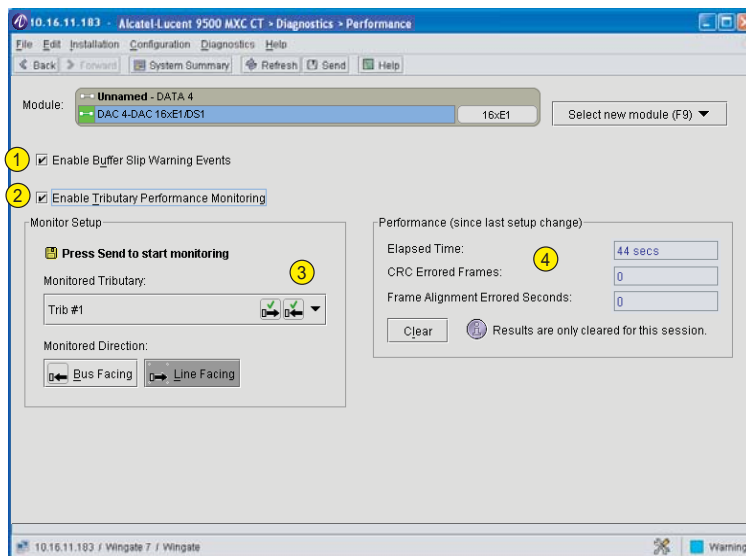 10.16.11.183 - Alcatel-Lucent 9500 MXC CT > Diagnostics > Performance
File Edit Installation Configuration Diagnostics Help
Back Forward System Summary Refresh Send Help
Module:
Unnamed - DATA 4
DAC 4-DAC 16xE1/DS1
16xE1
Select new module (F9)
1
Enable Buffer Slip Warning Events
2
Enable Tributary Performance Monitoring
Monitor Setup
Press Send to start monitoring
3
Monitored Tributary:
Trib #1
Monitored Direction:
Bus Facing
Line Facing
Performance (since last setup change)
Elapsed Time:
4
44 secs
CRC Errored Frames:
0
Frame Alignment Errored Seconds:
0
Clear
Results are only cleared for this session.
10.16.11.183 / Wingate 7 / Wingate
Warning